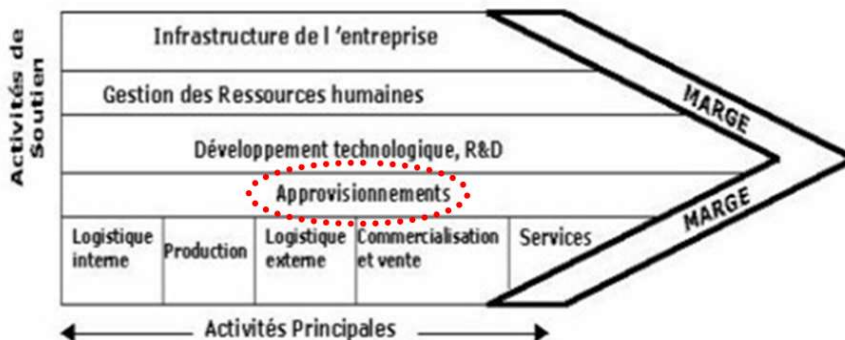 Activités de
Soutien
Infrastructure de l 'entreprise
Gestion des Ressources humaines
Développement technologique, R&D
Approvisionnements
Logistique
interne
Production
Logistique
externe
Commercialisation
et vente
Services
MARGE
MARGE
Activités Principales